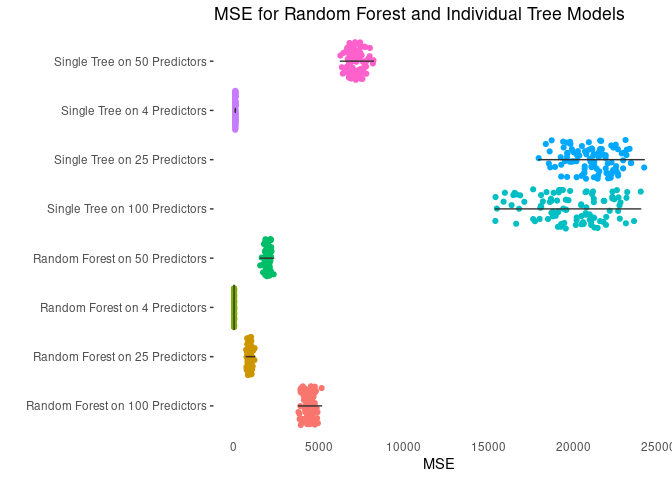 MSE for Random Forest and Individual Tree Models
Single Tree on 50 Predictors
Single Tree on 4 Predictors
Single Tree on 25 Predictors
Single Tree on 100 Predictors
Random Forest on 50 Predictors
Random Forest on 4 Predictors
Random Forest on 25 Predictors
Random Forest on 100 Predictors
0 5000 10000 15000 20000 25000
MSE